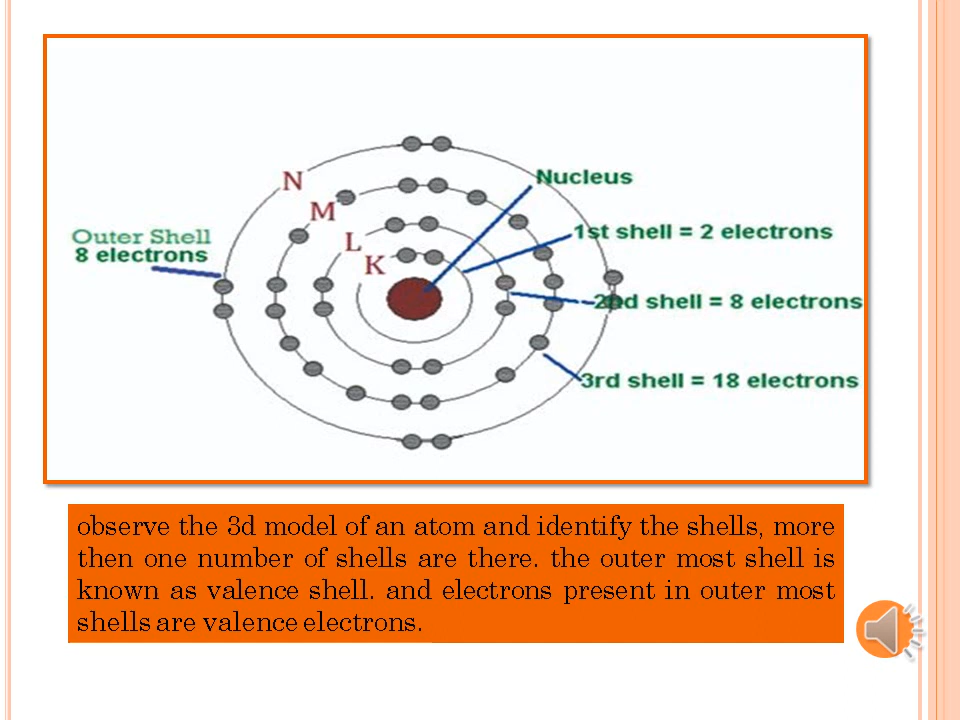 Nucleus
N
M
Outer Shell
8 electrons
L
K
1st shell = 2 electrons
2nd shell = 8 electrons
3rd shell = 18 electrons
observe the 3d model of an atom and identify the shells, more
then one number of shells are there. the outer most shell is
known as valence shell. and electrons present in outer most
shells are valence electrons.